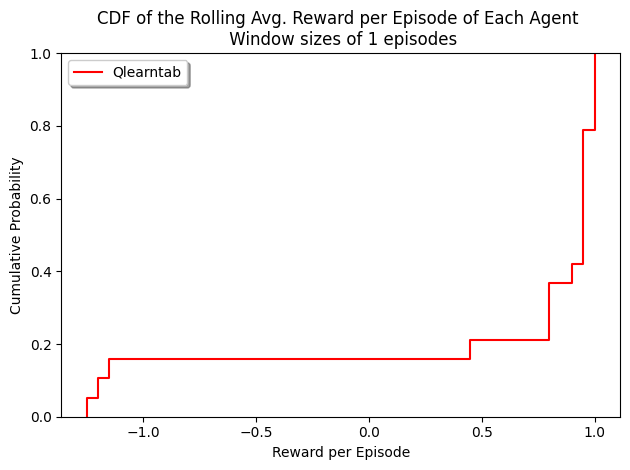 CDF of the Rolling Avg. Reward per Episode of Each Agent
Window sizes of 1 episodes
Qlearntab
1.0
0.8
0.6
0.4
0.2
0.0
Cumulative Probability
−1.0 −0.5 0.0 0.5 1.0
Reward per Episode